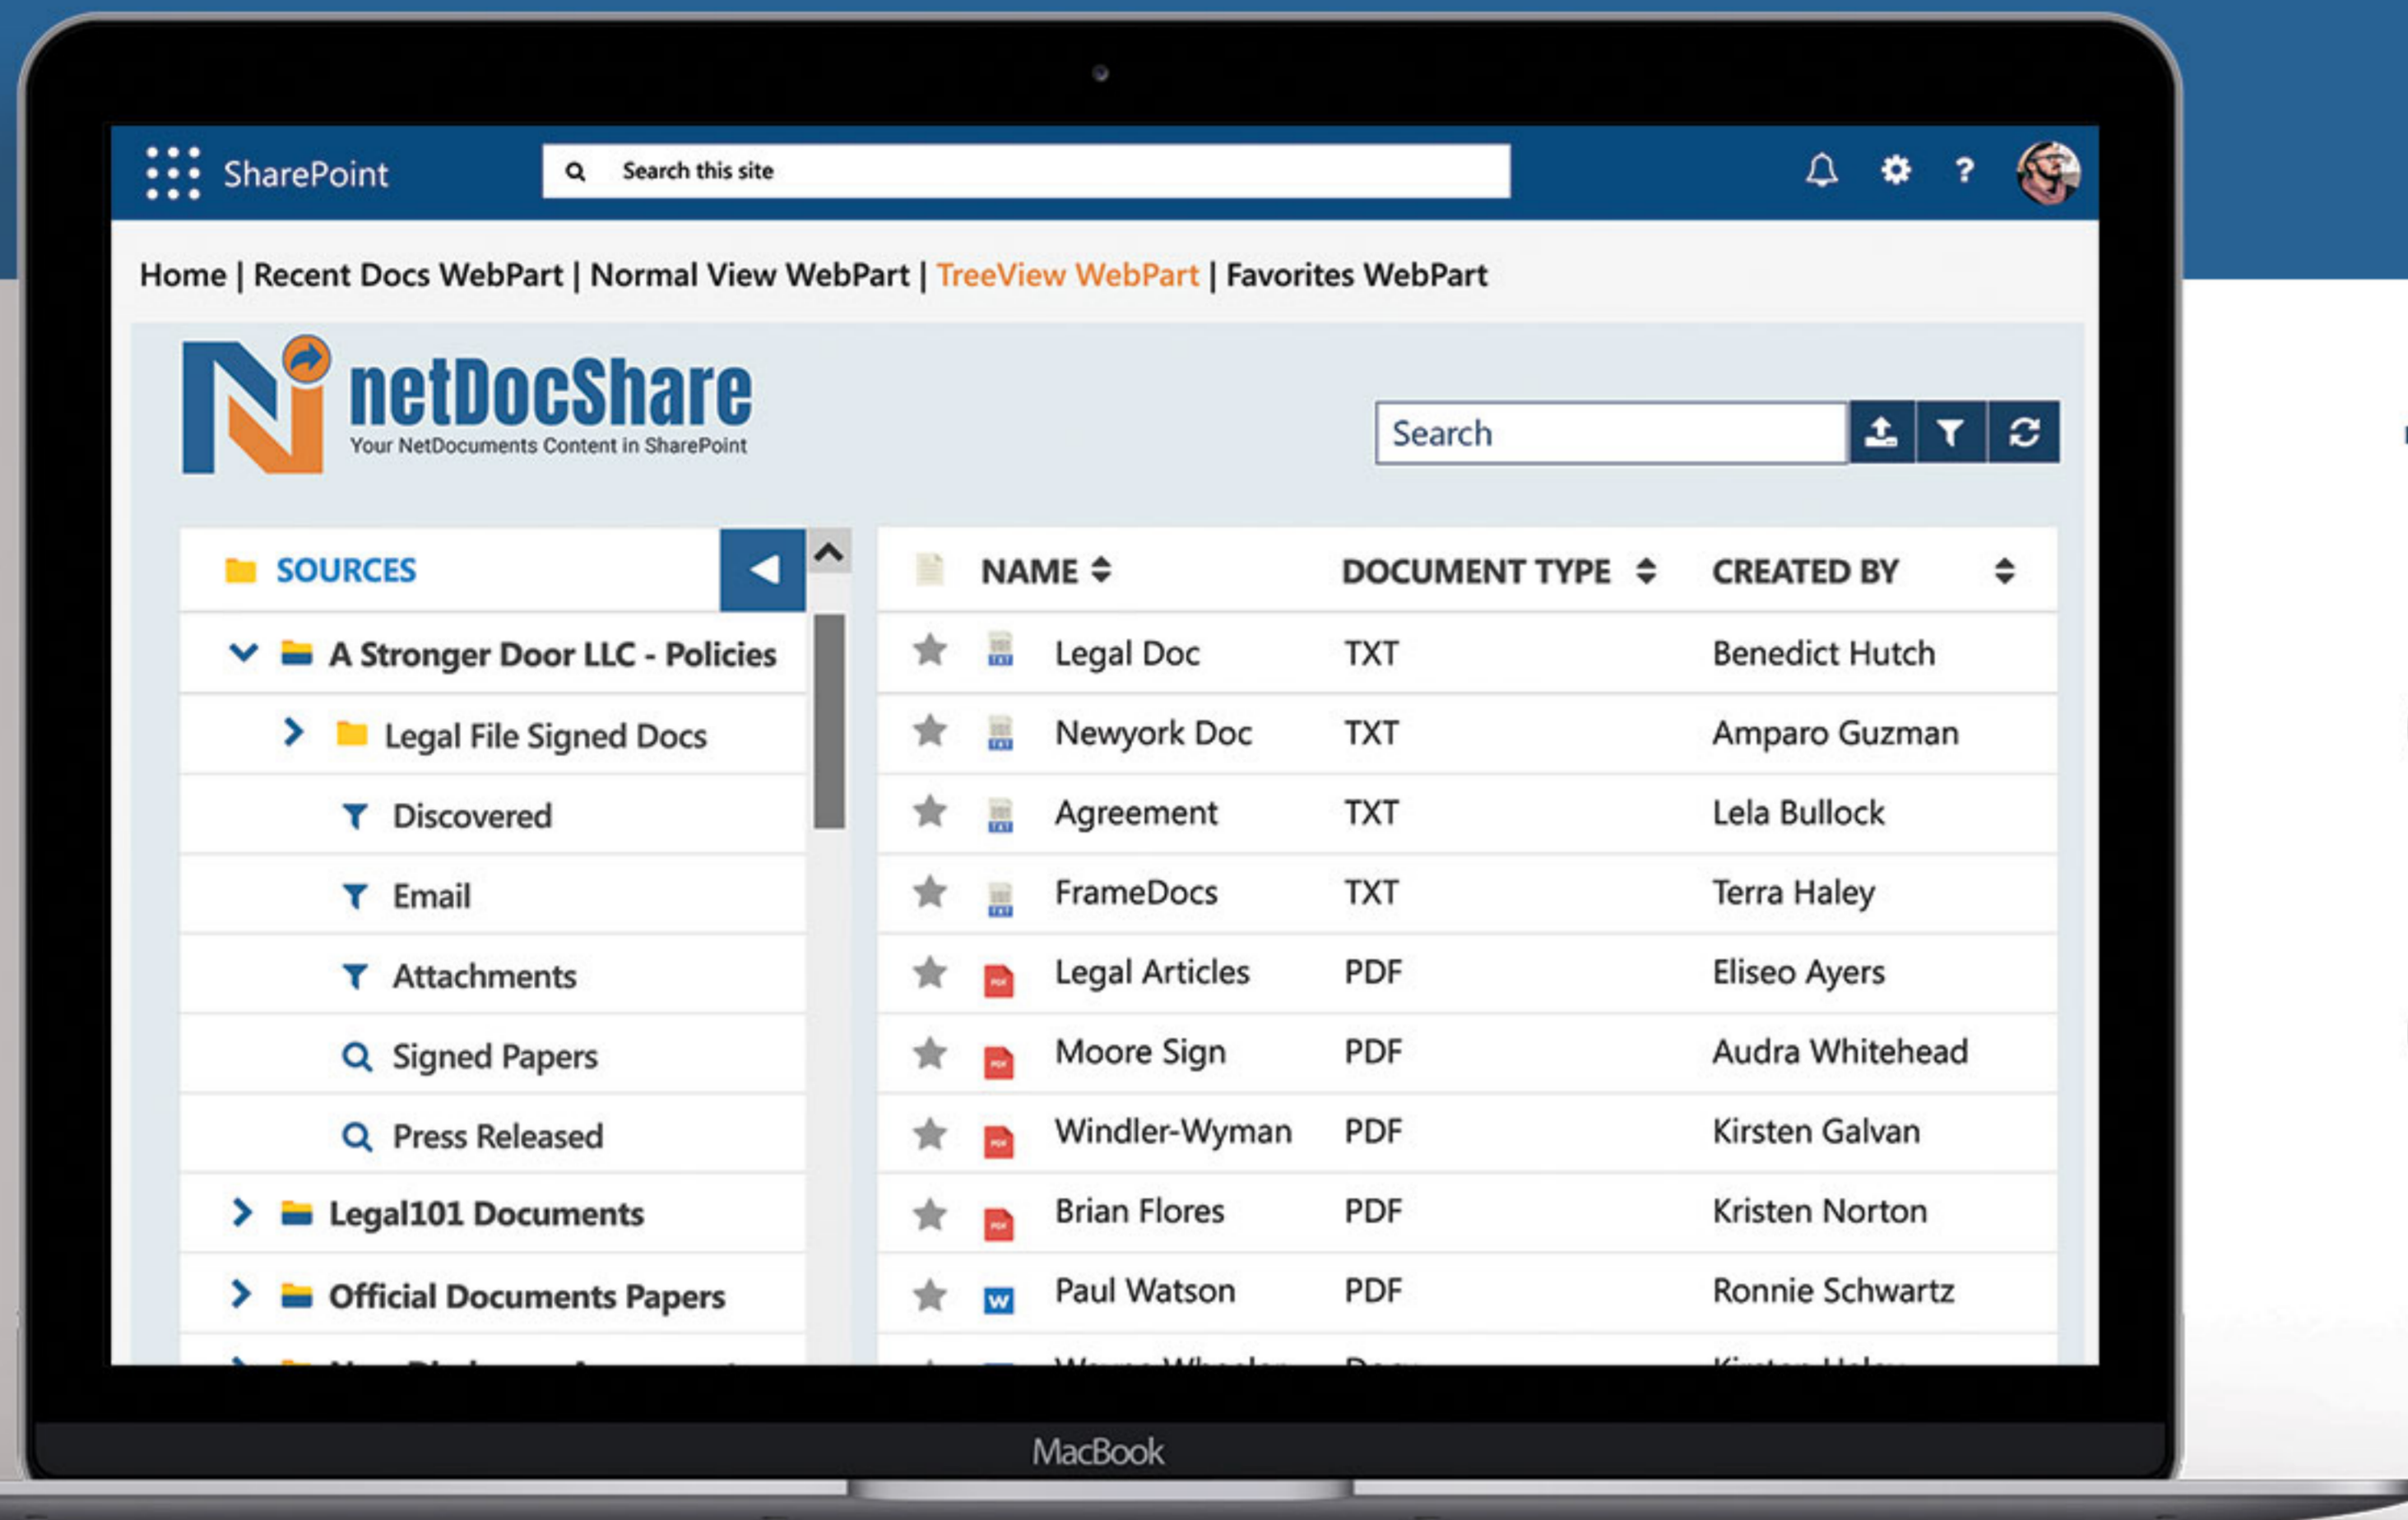 SharePoint
Search this site
Home | Recent Docs WebPart | Normal View WebPart | TreeView WebPart | Favorites WebPart
netDocShare
Your NetDocuments Content in SharePoint
Search
SOURCES
A Stronger Door LLC - Policies
Legal File Signed Docs
Discovered
Email
Attachments
Signed Papers
Press Released
Legal101 Documents
Official Documents Papers
NAME DOCUMENT TYPE CREATED BY
Legal Doc TXT Benedict Hutch
Newyork Doc TXT Amparo Guzman
Agreement TXT Lela Bullock
FrameDocs TXT Terra Haley
Legal Articles PDF Eliseo Ayers
Moore Sign PDF Audra Whitehead
Windler-Wyman PDF Kirsten Galvan
Brian Flores PDF Kristen Norton
Paul Watson PDF Ronnie Schwartz
MacBook